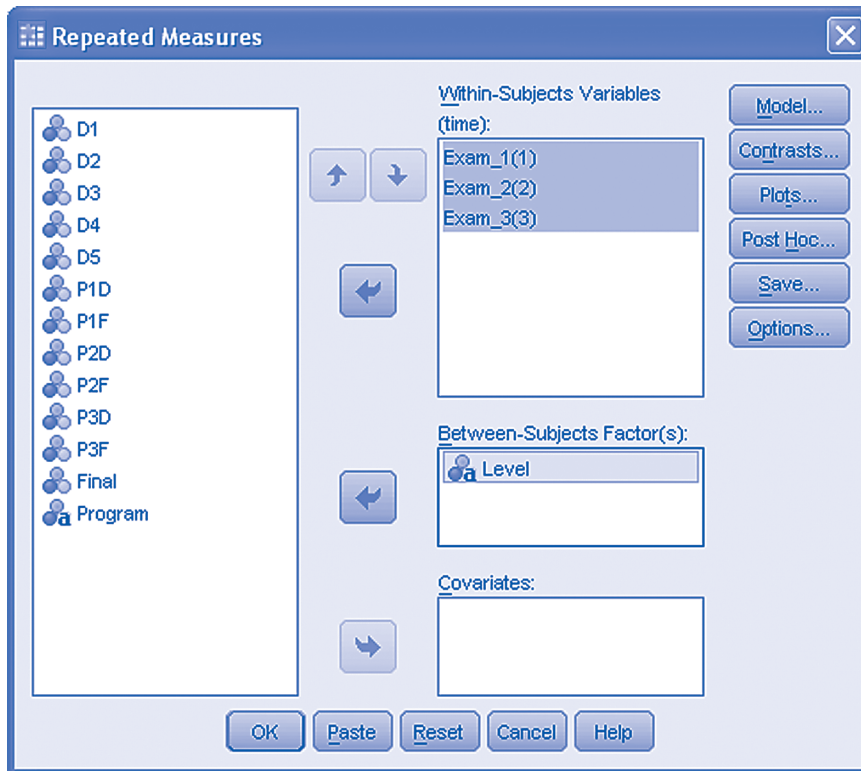 Repeated Measures
D1
D2
D3
D4
D5
P1D
P1F
P2D
P2F
P3D
P3F
Final
a Program
Within-Subjects Variables
(time):
Exam_1(1)
Exam_2(2)
Exam_3(3)
Between-Subjects Factor(s):
a Level
Covariates:
Model...
Contrasts...
Plots...
Post Hoc...
Save...
Options...
OK
Paste
Reset
Cancel
Help